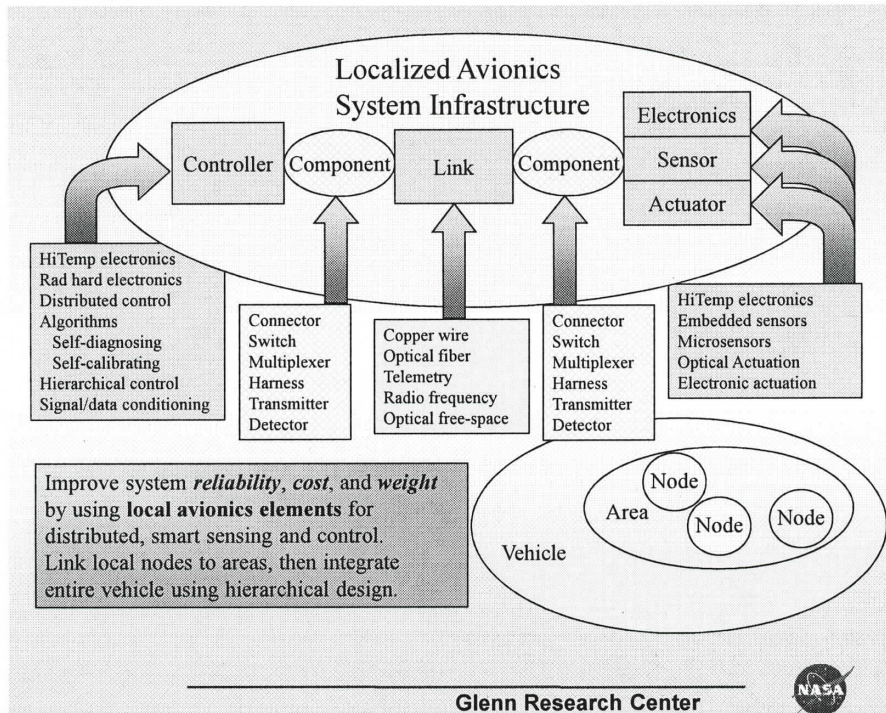 Localized Avionics
System Infrastructure
Controller
Component
Link
Component
Electronics
Sensor
Actuator
HiTemp electronics
Rad hard electronics
Distributed control
Algorithms
Self-diagnosing
Self-calibrating
Hierarchical control
Signal/data conditioning
Connector
Switch
Multiplexer
Harness
Transmitter
Detector
Copper wire
Optical fiber
Telemetry
Radio frequency
Optical free-space
Connector
Switch
Multiplexer
Harness
Transmitter
Detector
HiTemp electronics
Embedded sensors
Microsensors
Optical Actuation
Electronic actuation
Improve system reliability, cost, and weight
by using local avionics elements for
distributed, smart sensing and control.
Link local nodes to areas, then integrate
entire vehicle using hierarchical design.
Vehicle
Area
Node
Node
Node
Glenn Research Center
NASA